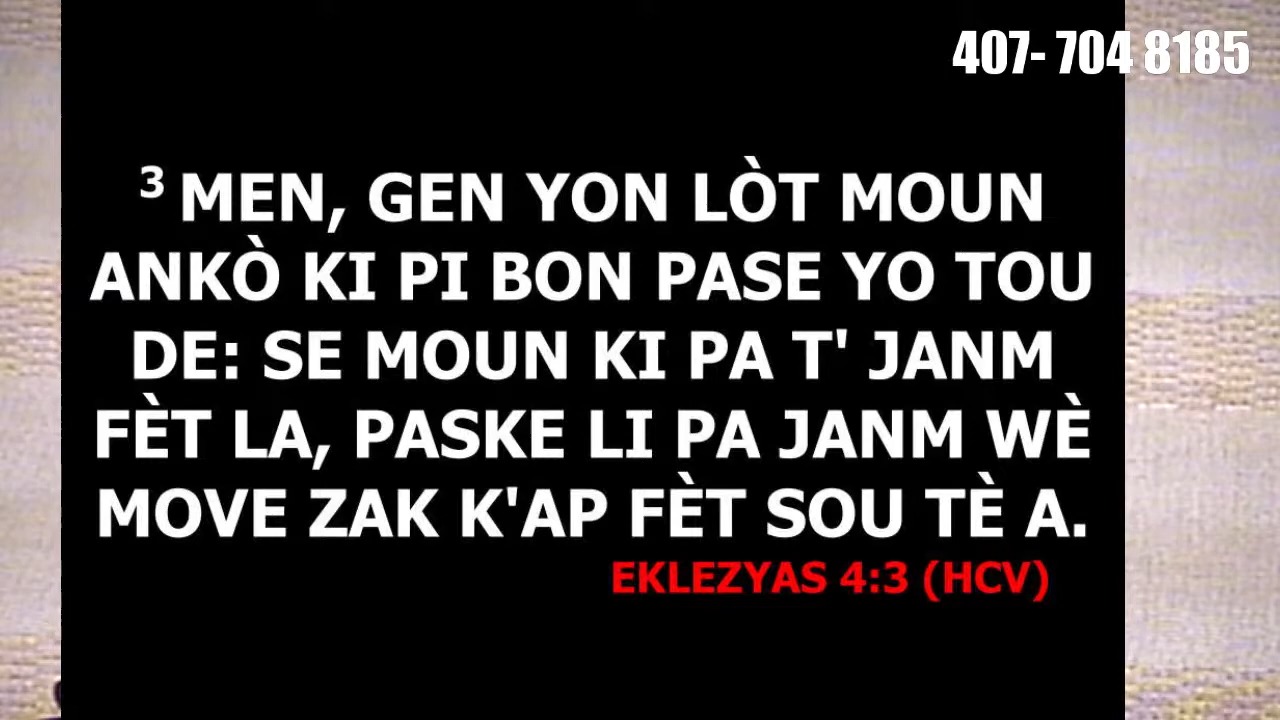 407- 704 8185
3 MEN, GEN YON LÒT MOUN
ANKÒ KI PI BON PASE YO TOU
DE: SE MOUN KI PA T' JANM
FÈT LA, PASKE LI PA JANM WÈ
MOVE ZAK K'AP FÈT SOU TÈ A.
EKLEZYAS 4:3 (HCV)